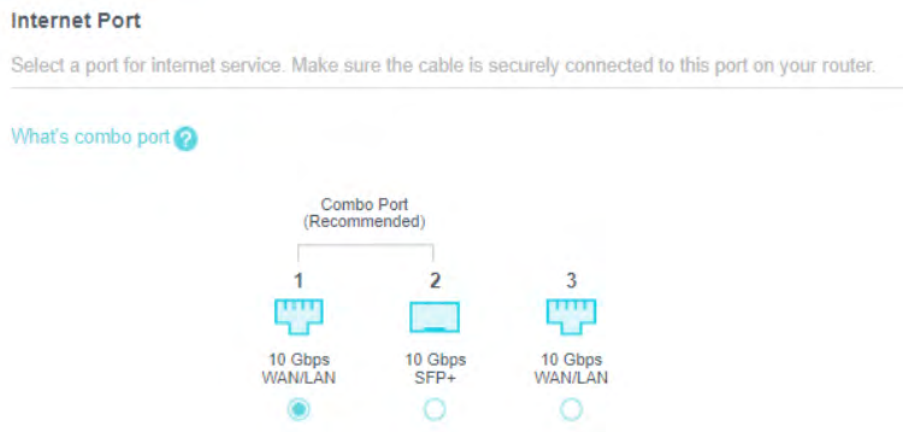 Internet Port
Select a port for internet service. Make sure the cable is securely connected to this port on your router.
What's combo port ?
Combo Port
(Recommended)
1 2 3
10 Gbps 10 Gbps 10 Gbps
WAN/LAN SFP+ WAN/LAN